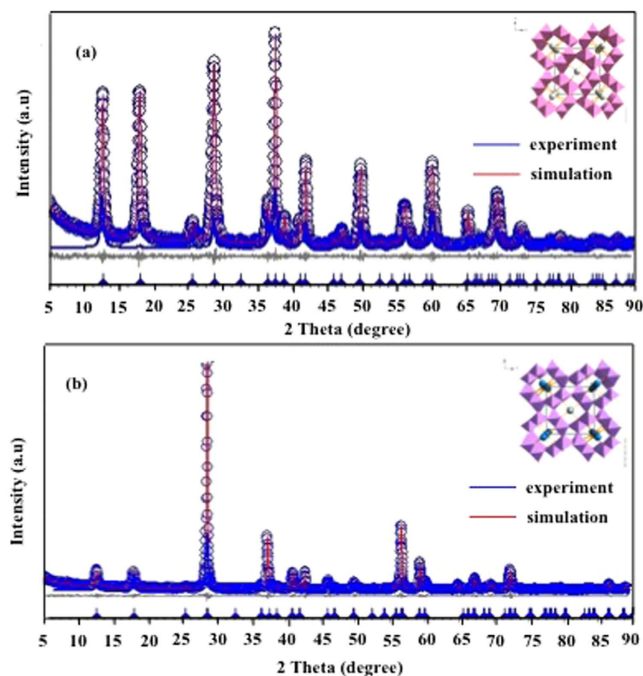 (a)
experiment
simulation
Intensity (a.u)
5 10 15 20 25 30 35 40 45 50 55 60 65 70 75 80 85 90
2 Theta (degree)
(b)
experiment
simulation
Intensity (a.u)
5 10 15 20 25 30 35 40 45 50 55 60 65 70 75 80 85 90
2 Theta (degree)